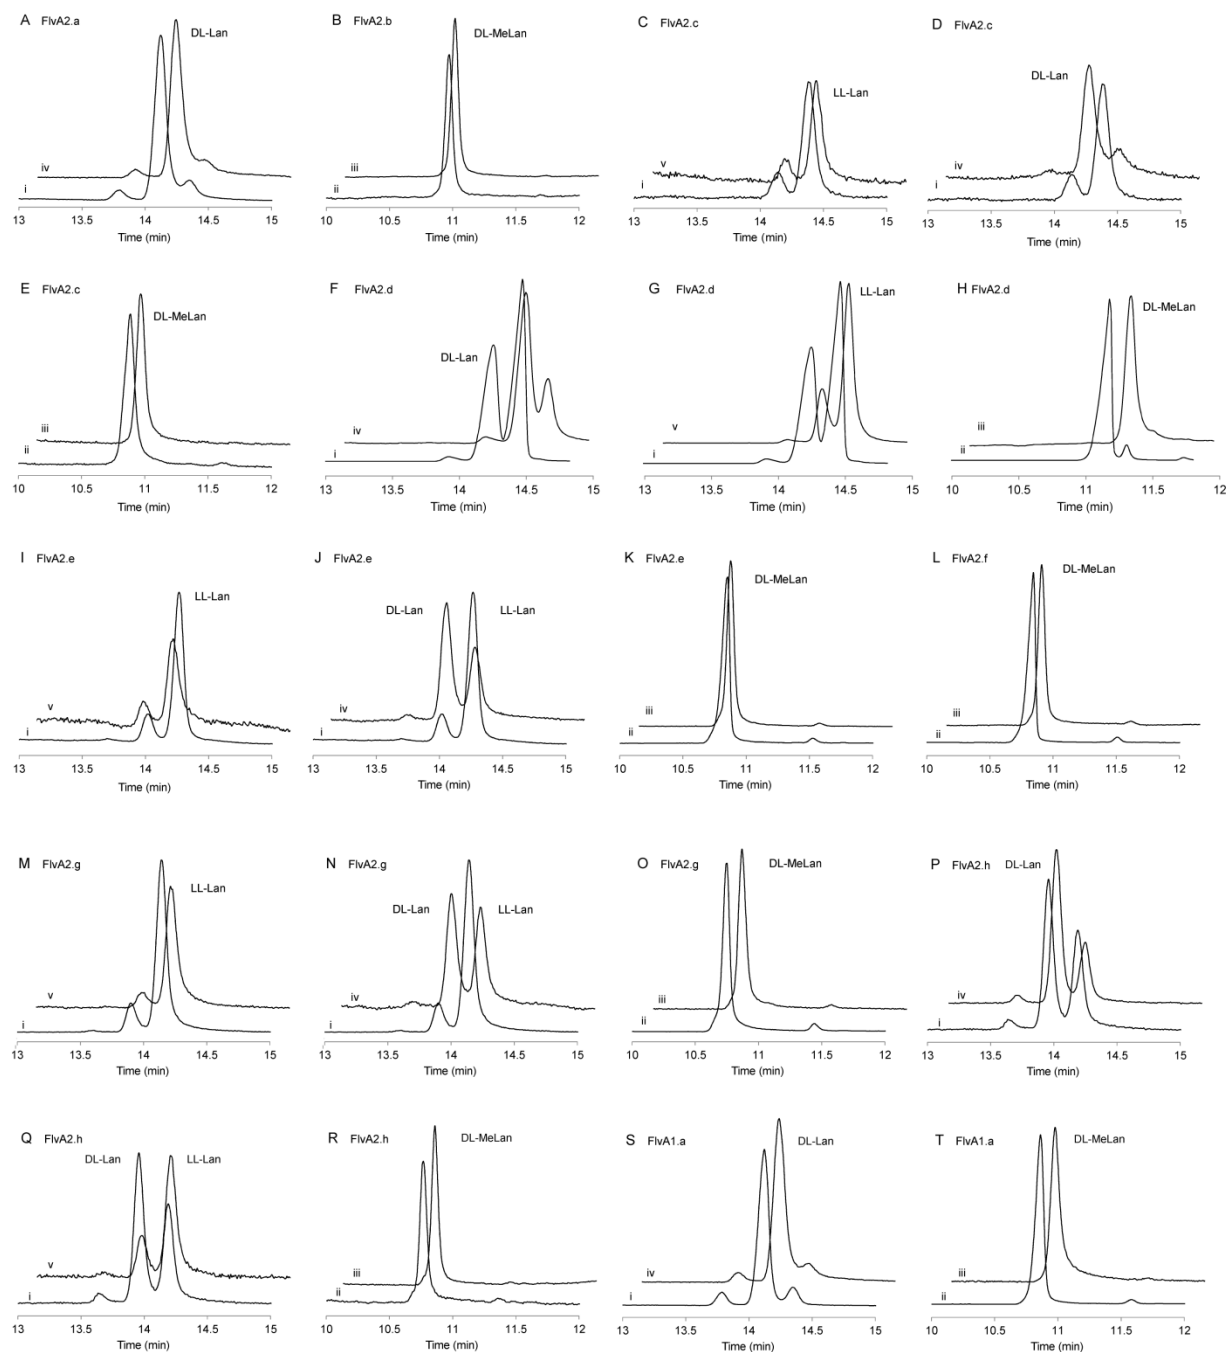 A FlvA2.a
DL-Lan
iv
i
13 13.5 14 14.5 15
Time (min)
B FlvA2.b
DL-MeLan
iii
ii
10 10.5 11 11.5 12
Time (min)
C FlvA2.c
LL-Lan
v
i
13 13.5 14 14.5 15
Time (min)
D FlvA2.c
DL-Lan
iv
i
13 13.5 14 14.5 15
Time (min)
E FlvA2.c
DL-MeLan
iii
ii
10 10.5 11 11.5 12
Time (min)
F FlvA2.d
DL-Lan
iv
i
13 13.5 14 14.5 15
Time (min)
G FlvA2.d
LL-Lan
v
i
13 13.5 14 14.5 15
Time (min)
H FlvA2.d
DL-MeLan
iii
ii
10 10.5 11 11.5 12
Time (min)
I FlvA2.e
LL-Lan
v
i
13 13.5 14 14.5 15
Time (min)
J FlvA2.e
DL-Lan LL-Lan
iv
i
13 13.5 14 14.5 15
Time (min)
K FlvA2.e
DL-MeLan
iii
ii
10 10.5 11 11.5 12
Time (min)
L FlvA2.f
DL-MeLan
iii
ii
10 10.5 11 11.5 12
Time (min)
M FlvA2.g
LL-Lan
v
i
13 13.5 14 14.5 15
Time (min)
N FlvA2.g
DL-Lan LL-Lan
iv
i
13 13.5 14 14.5 15
Time (min)
O FlvA2.g
DL-MeLan
iii
ii
10 10.5 11 11.5 12
Time (min)
P FlvA2.h DL-Lan
iv
i
13 13.5 14 14.5 15
Time (min)
Q FlvA2.h
DL-Lan LL-Lan
v
i
13 13.5 14 14.5 15
Time (min)
R FlvA2.h
DL-MeLan
iii
ii
10 10.5 11 11.5 12
Time (min)
S FlvA1.a
DL-Lan
iv
i
13 13.5 14 14.5 15
Time (min)
T FlvA1.a
DL-MeLan
iii
ii
10 10.5 11 11.5 12
Time (min)